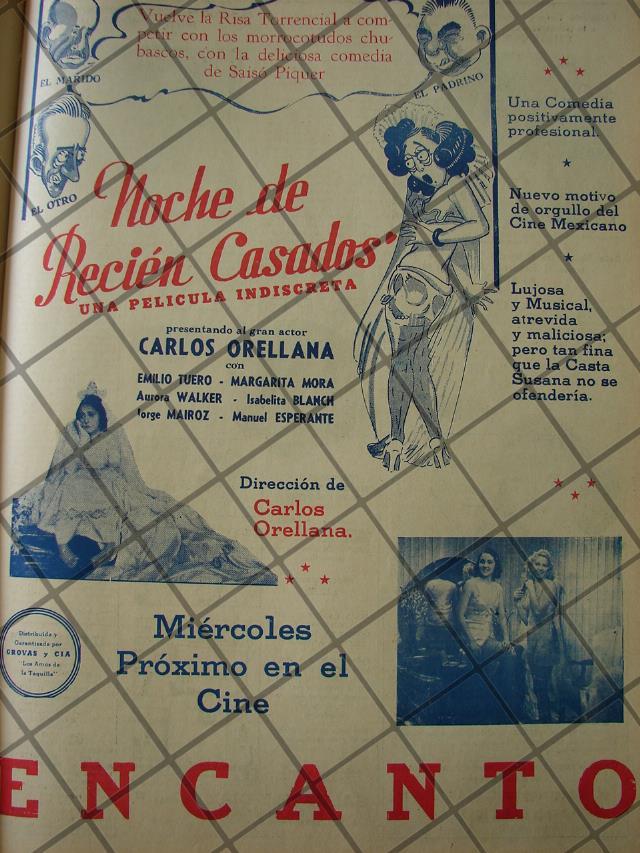 Vuelve la Risa Torrencial a com-
petir con los morrocotudos chu-
bascos, con la deliciosa comedia
de Saisó Piquer
EL MARIDO
EL PADRINO
EL OTRO
Noche de
Recién Casados
UNA PELICULA INDISCRETA
presentando al gran actor
CARLOS ORELLANA
con
EMILIO TUERO - MARGARITA MORA
Aurora WALKER - Isabelita BLANCH
Jorge MAIROZ - Manuel ESPERANTE
Una Comedia
positivamente
profesional.
Nuevo motivo
de orgullo del
Cine Mexicano
Lujosa
y Musical,
atrevida
y maliciosa;
pero tan fina
que la Casta
Susana no se
ofendería.
Dirección de
Carlos
Orellana.
Distribuida y
Garantizada por
GROVAS y CIA
"Los Amos de
la Taquilla"
Miércoles
Próximo en el
Cine
ENCANTO